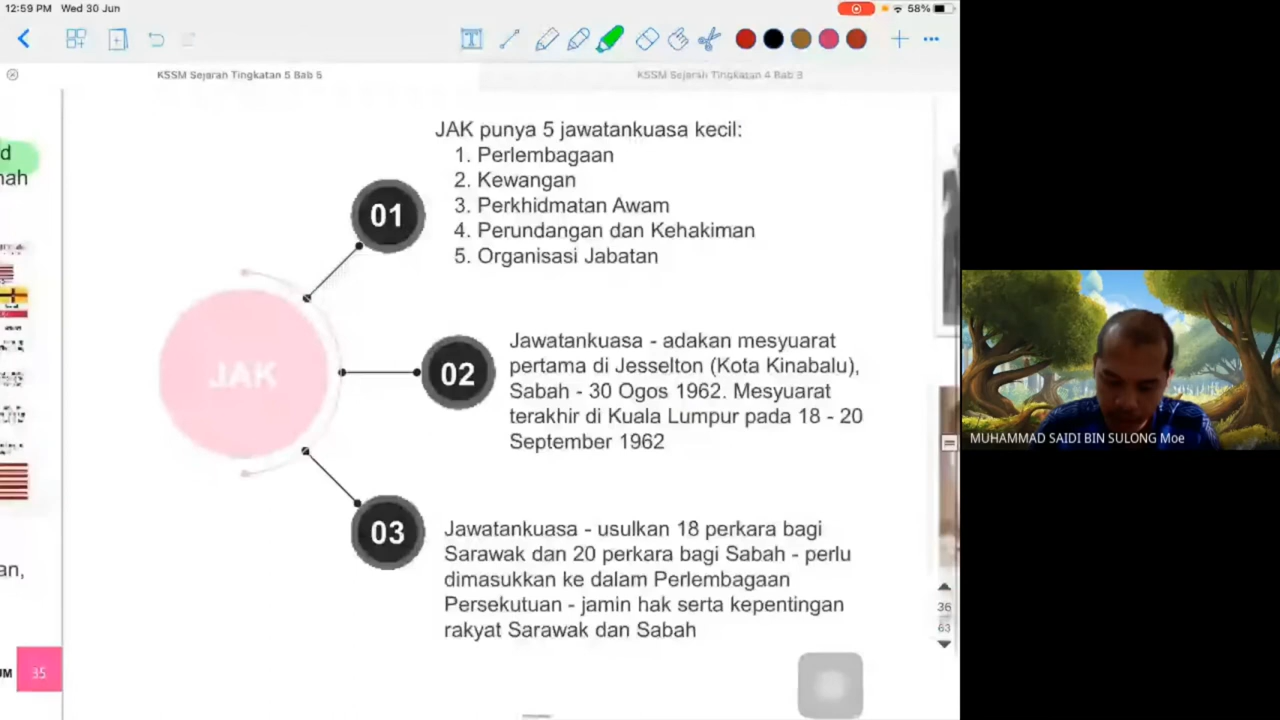 12:59 PM Wed 30 Jun
58%
KSSM Sejarah Tingkatan 5 Bab 5
KSSM Sejarah Tingkatan 4 Bab 3
d
nah
an,
UM 35
JAK
01
JAK punya 5 jawatankuasa kecil:
1. Perlembagaan
2. Kewangan
3. Perkhidmatan Awam
4. Perundangan dan Kehakiman
5. Organisasi Jabatan
02
Jawatankuasa - adakan mesyuarat
pertama di Jesselton (Kota Kinabalu),
Sabah - 30 Ogos 1962. Mesyuarat
terakhir di Kuala Lumpur pada 18 - 20
September 1962
03
Jawatankuasa - usulkan 18 perkara bagi
Sarawak dan 20 perkara bagi Sabah - perlu
dimasukkan ke dalam Perlembagaan
Persekutuan - jamin hak serta kepentingan
rakyat Sarawak dan Sabah
36
63
MUHAMMAD SAIDI BIN SULONG Moe